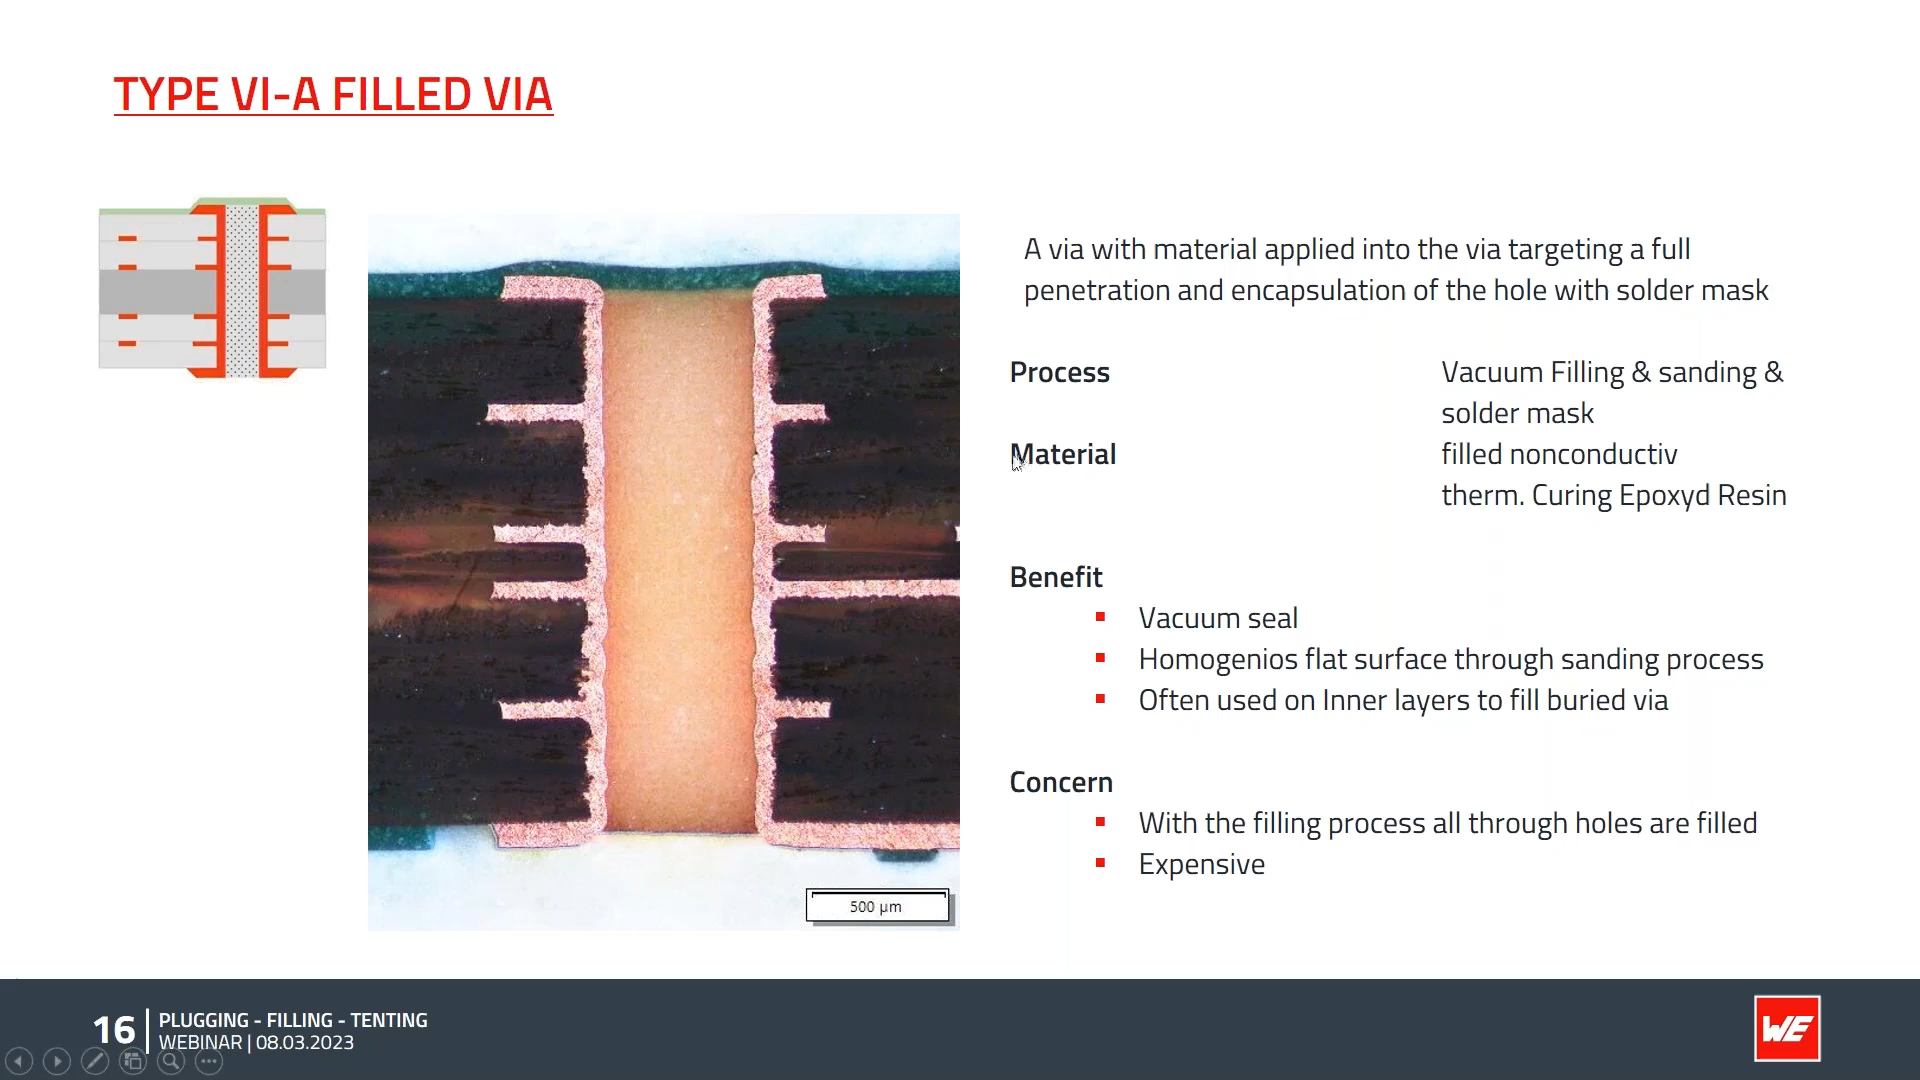 TYPE VI-A FILLED VIA
A via with material applied into the via targeting a full
penetration and encapsulation of the hole with solder mask
Process
Vacuum Filling & sanding &
solder mask
Material
filled nonconductiv
therm. Curing Epoxyd Resin
Benefit
Vacuum seal
Homogenios flat surface through sanding process
Often used on Inner layers to fill buried via
Concern
With the filling process all through holes are filled
Expensive
500 µm
16
PLUGGING - FILLING - TENTING
WEBINAR | 08.03.2023
WE